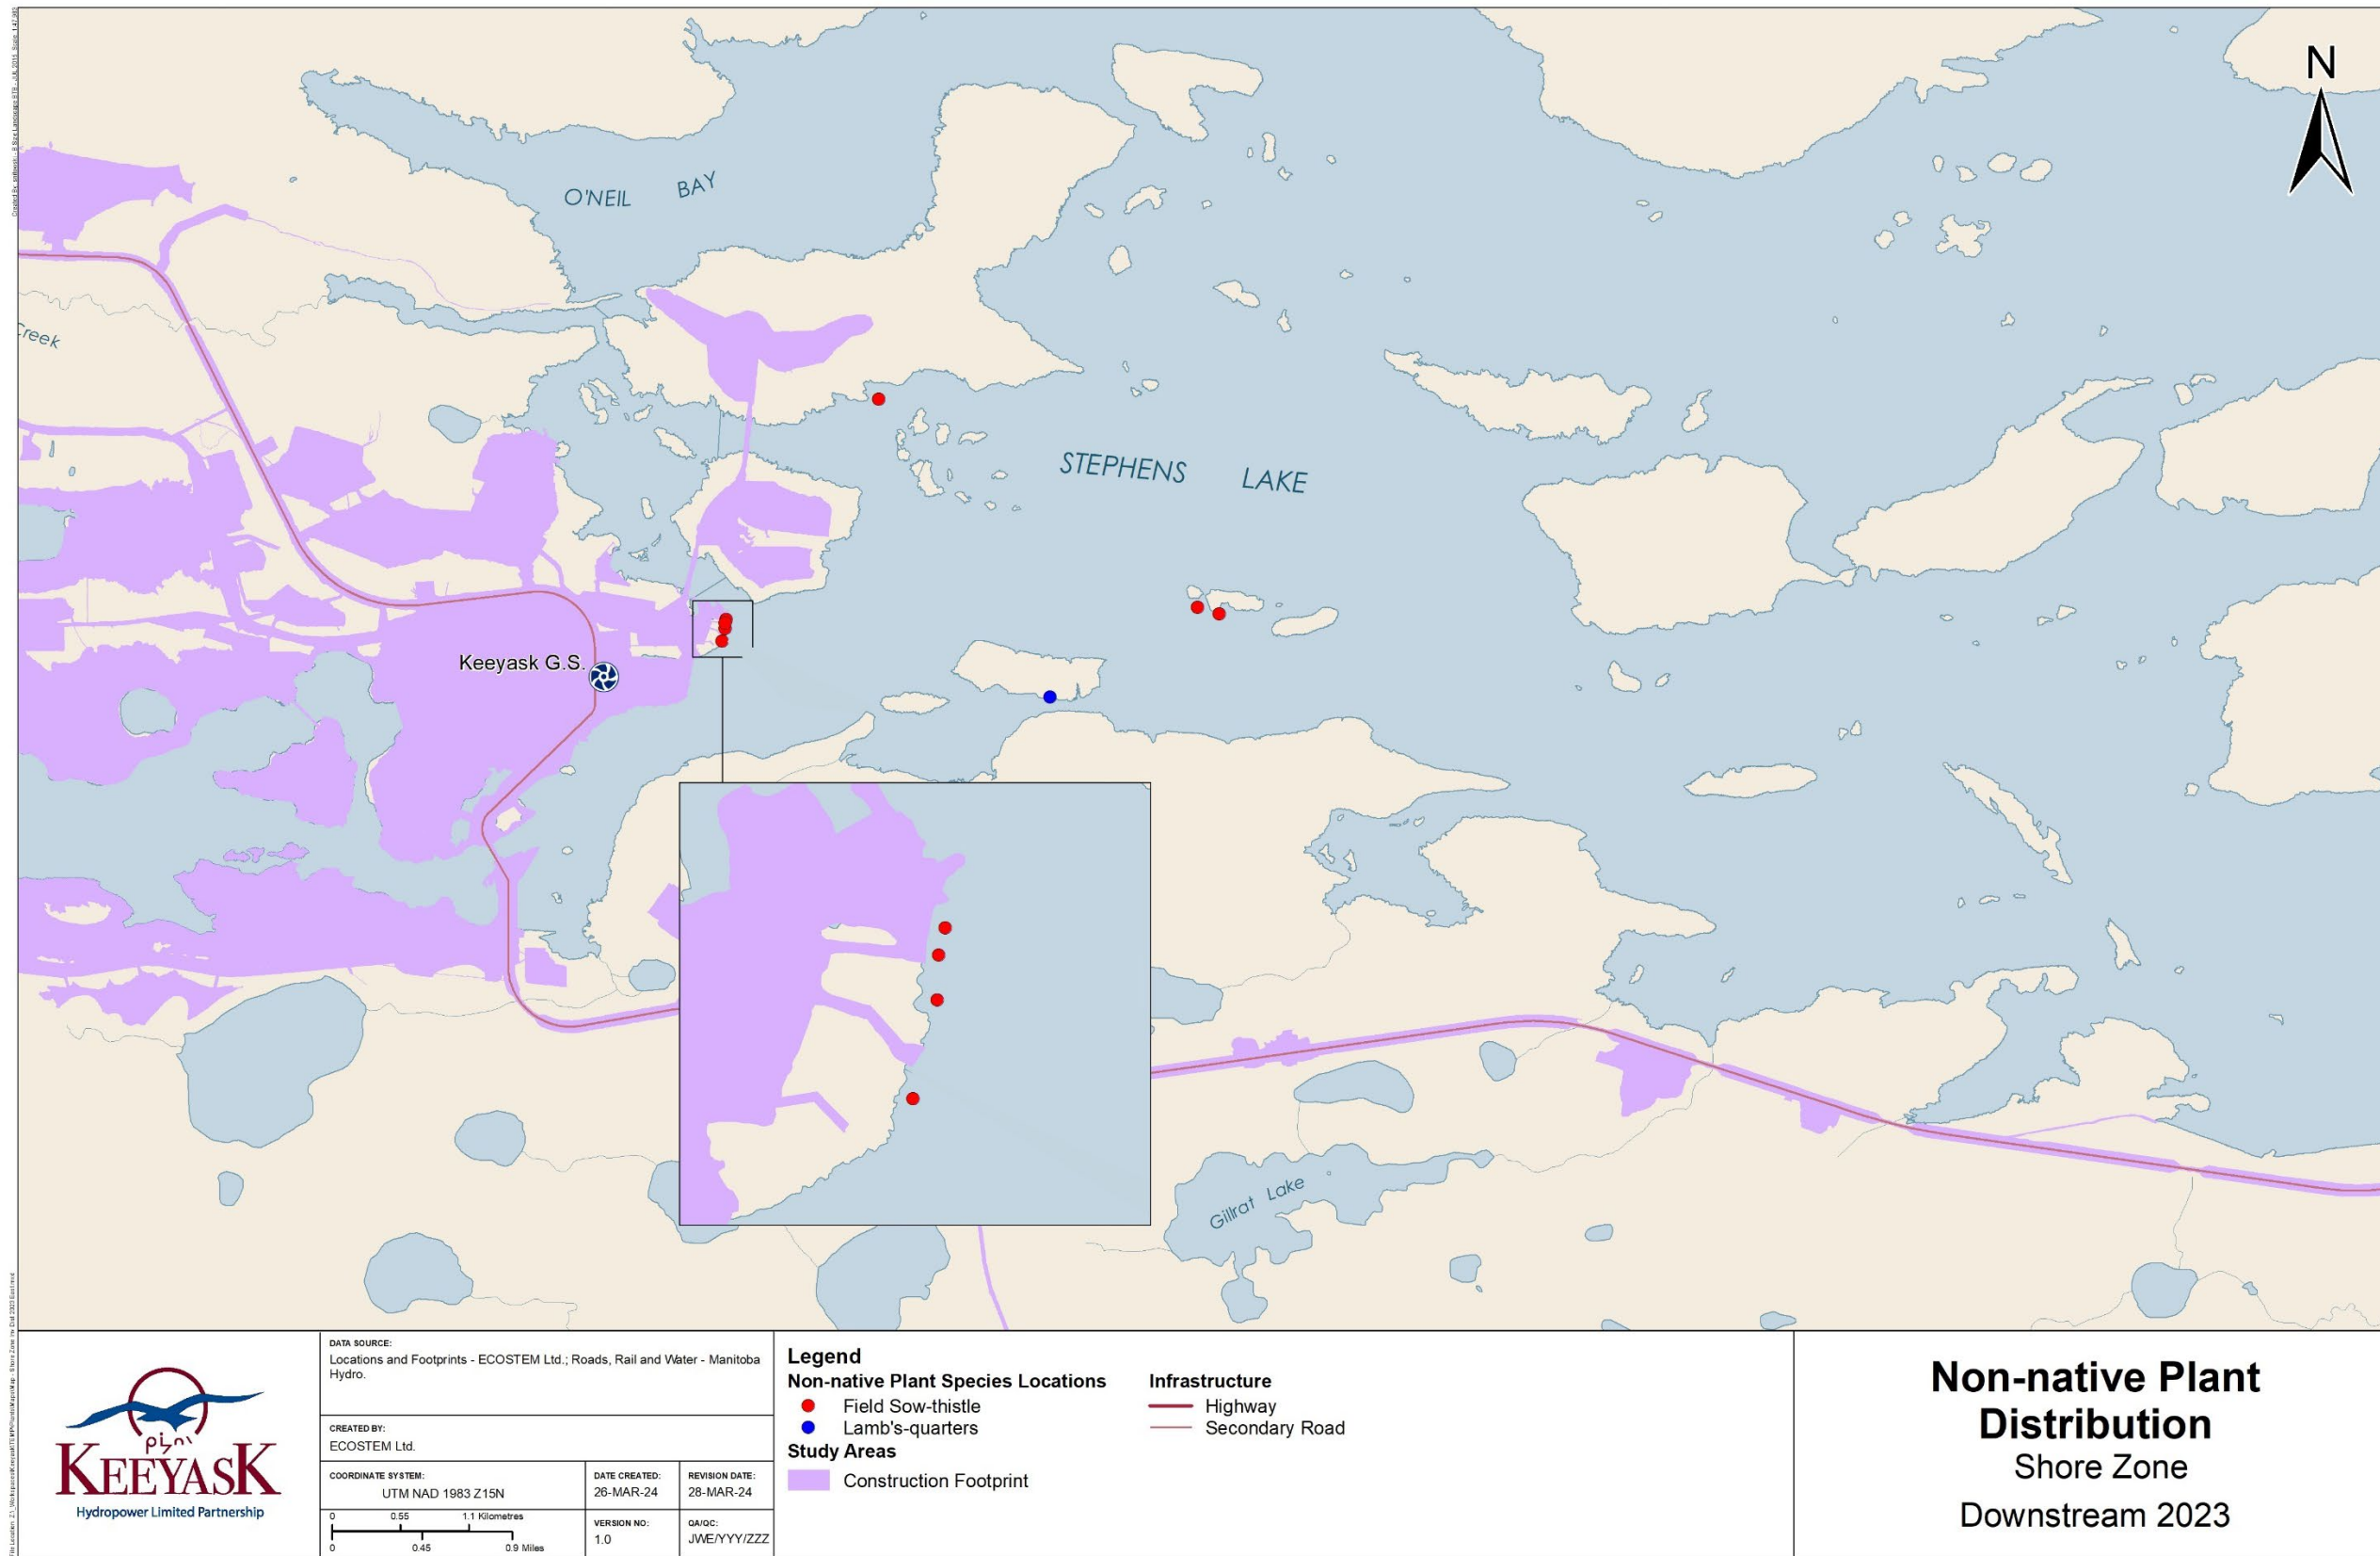 N
O'NEIL BAY
Creek
STEPHENS LAKE
Keeyask G.S.
Gillrat Lake
KEEYASK
Hydropower Limited Partnership
DATA SOURCE:
Locations and Footprints - ECOSTEM Ltd.; Roads, Rail and Water - Manitoba
Hydro.
CREATED BY:
ECOSTEM Ltd.
COORDINATE SYSTEM:
UTM NAD 1983 Z15N
DATE CREATED:
26-MAR-24
REVISION DATE:
28-MAR-24
0 0.55 1.1 Kilometres
0 0.45 0.9 Miles
VERSION NO:
1.0
QA/QC:
JWE/YYY/ZZZ
Legend
Non-native Plant Species Locations
Field Sow-thistle
Lamb's-quarters
Study Areas
Construction Footprint
Infrastructure
Highway
Secondary Road
Non-native Plant
Distribution
Shore Zone
Downstream 2023